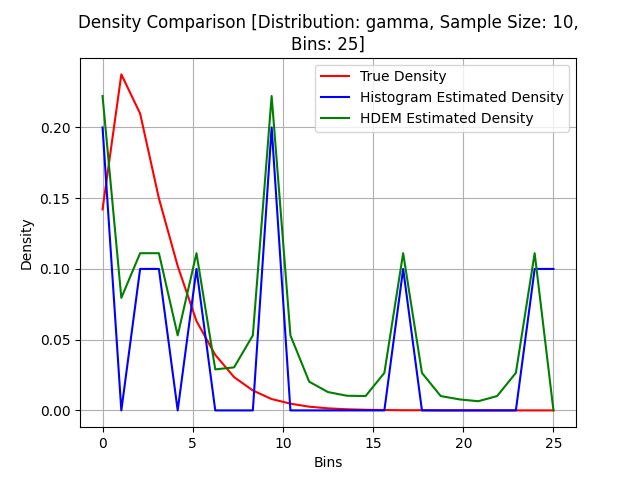 Density Comparison [Distribution: gamma, Sample Size: 10,
Bins: 25]
True Density
Histogram Estimated Density
HDEM Estimated Density
Density
0.20
0.15
0.10
0.05
0.00
0 5 10 15 20 25
Bins